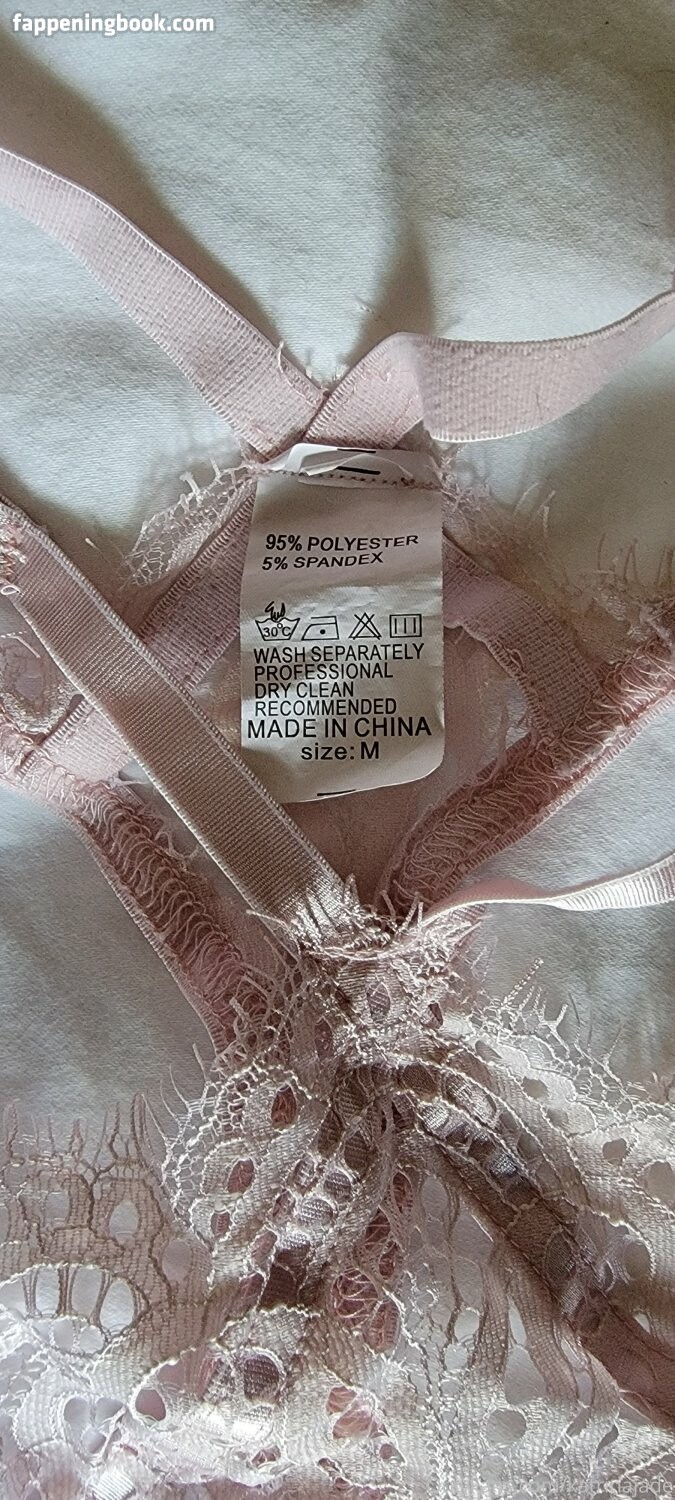 fappeningbook.com
95% POLYESTER
5% SPANDEX
30°C
WASH SEPARATELY
PROFESSIONAL
DRY CLEAN
RECOMMENDED
MADE IN CHINA
size: M